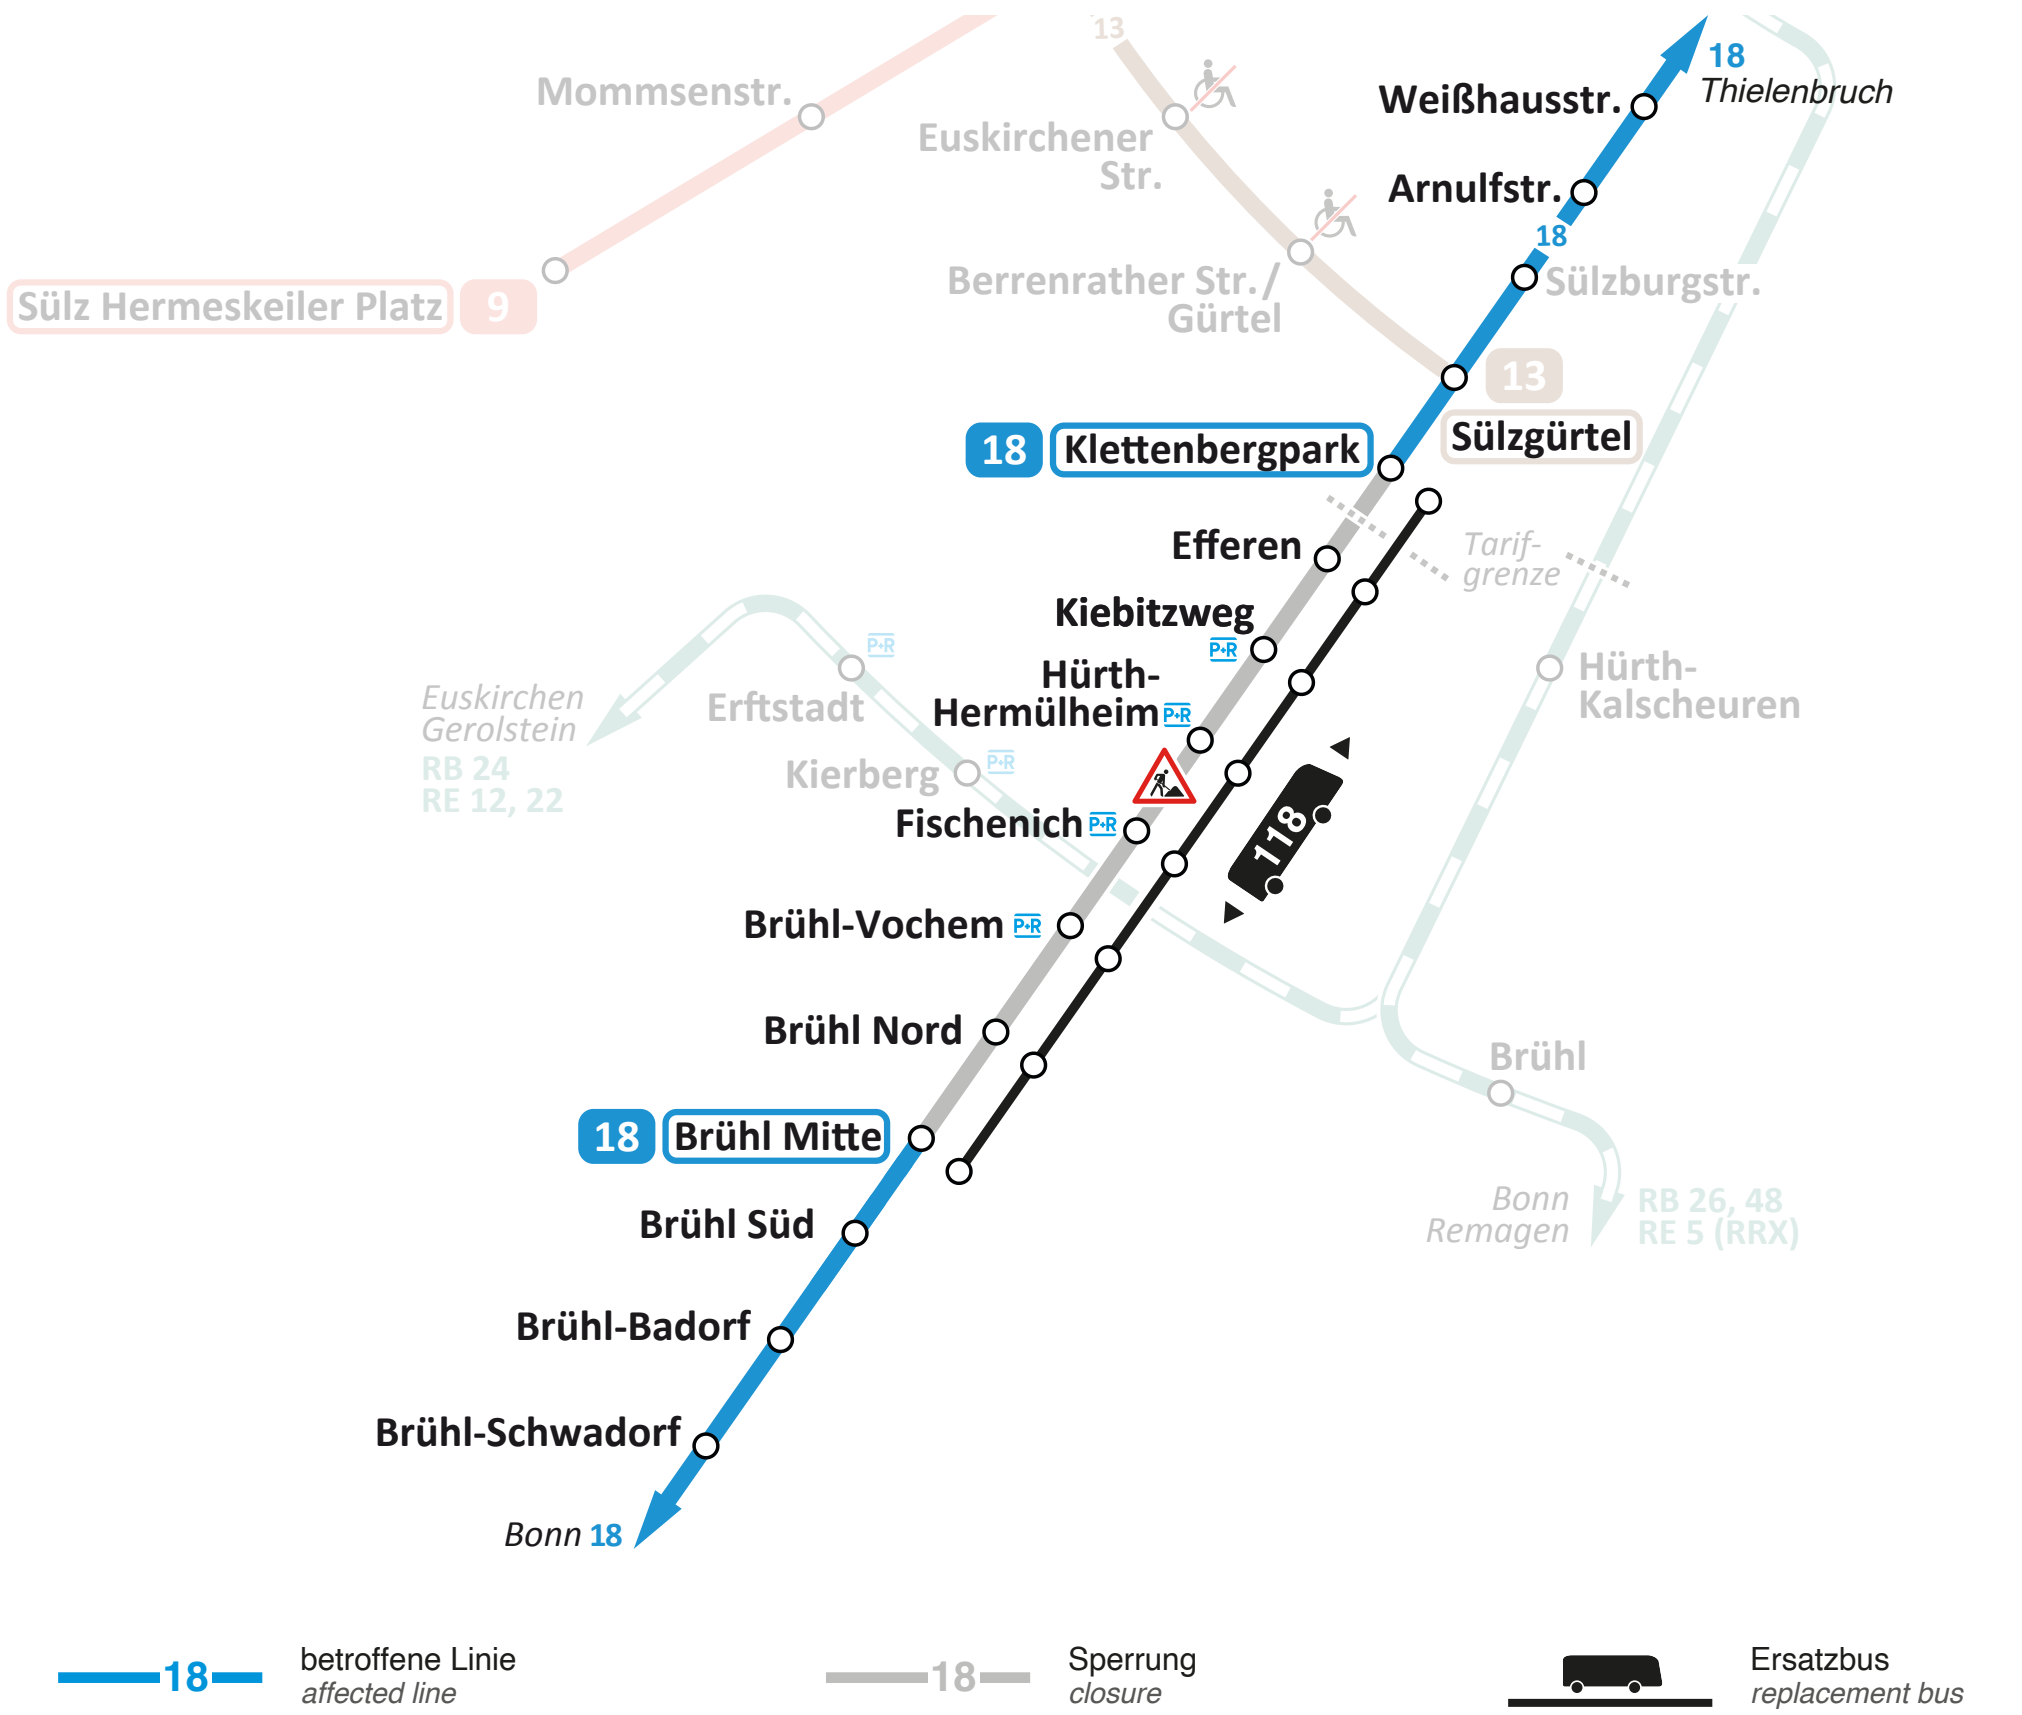 13
18
Thielenbruch
Mommsenstr.
Weißhausstr.
Euskirchener
Str.
Arnulfstr.
18
Berrenrather Str./
Gürtel
Sülzburgstr.
Sülz Hermeskeiler Platz 9
13
Sülzgürtel
18 Klettenbergpark
Efferen
Tarif-
grenze
Kiebitzweg
P+R
Hürth-
Hermülheim P+R
Hürth-
Kalscheuren
P+R
Erftstadt
Euskirchen
Gerolstein
RB 24
RE 12, 22
Kierberg P+R
Fischenich P+R
118
Brühl-Vochem P+R
Brühl Nord
Brühl
18 Brühl Mitte
Brühl Süd
Bonn
Remagen
RB 26, 48
RE 5 (RRX)
Brühl-Badorf
Brühl-Schwadorf
Bonn 18
18
betroffene Linie
affected line
18
Sperrung
closure
Ersatzbus
replacement bus